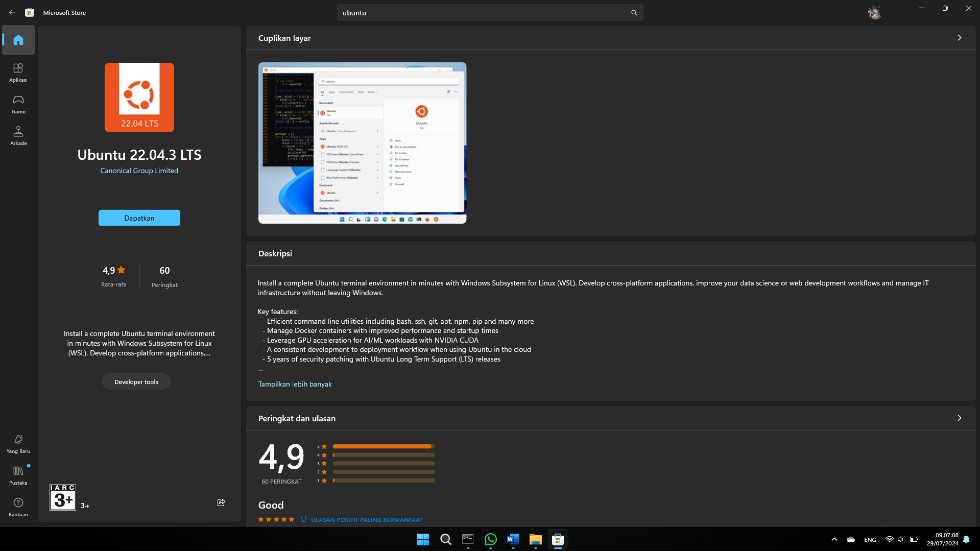 Microsoft Store
ubuntu
Aplikasi
Game
Arkade
Yang Baru
Pustaka
Bantuan
22.04 LTS
Ubuntu 22.04.3 LTS
Canonical Group Limited
Dapatkan
4,9
Rata-rata
60
Peringkat
Install a complete Ubuntu terminal environment
in minutes with Windows Subsystem for Linux
(WSL). Develop cross-platform applications,...
Developer tools
IARC
3+
3+
Cuplikan layar
Deskripsi
Install a complete Ubuntu terminal environment in minutes with Windows Subsystem for Linux (WSL). Develop cross-platform applications, improve your data science or web development workflows and manage IT
infrastructure without leaving Windows.
Key features:
- Efficient command line utilities including bash, ssh, git, apt, npm, pip and many more
- Manage Docker containers with improved performance and startup times
- Leverage GPU acceleration for AI/ML workloads with NVIDIA CUDA
- A consistent development to deployment workflow when using Ubuntu in the cloud
- 5 years of security patching with Ubuntu Long Term Support (LTS) releases
...
Tampilkan lebih banyak
Peringkat dan ulasan
4,9
60 PERINGKAT
5
4
3
2
1
Good
ULASAN POSITIF PALING BERMANFAAT
ENG
09.07.08
29/07/2024